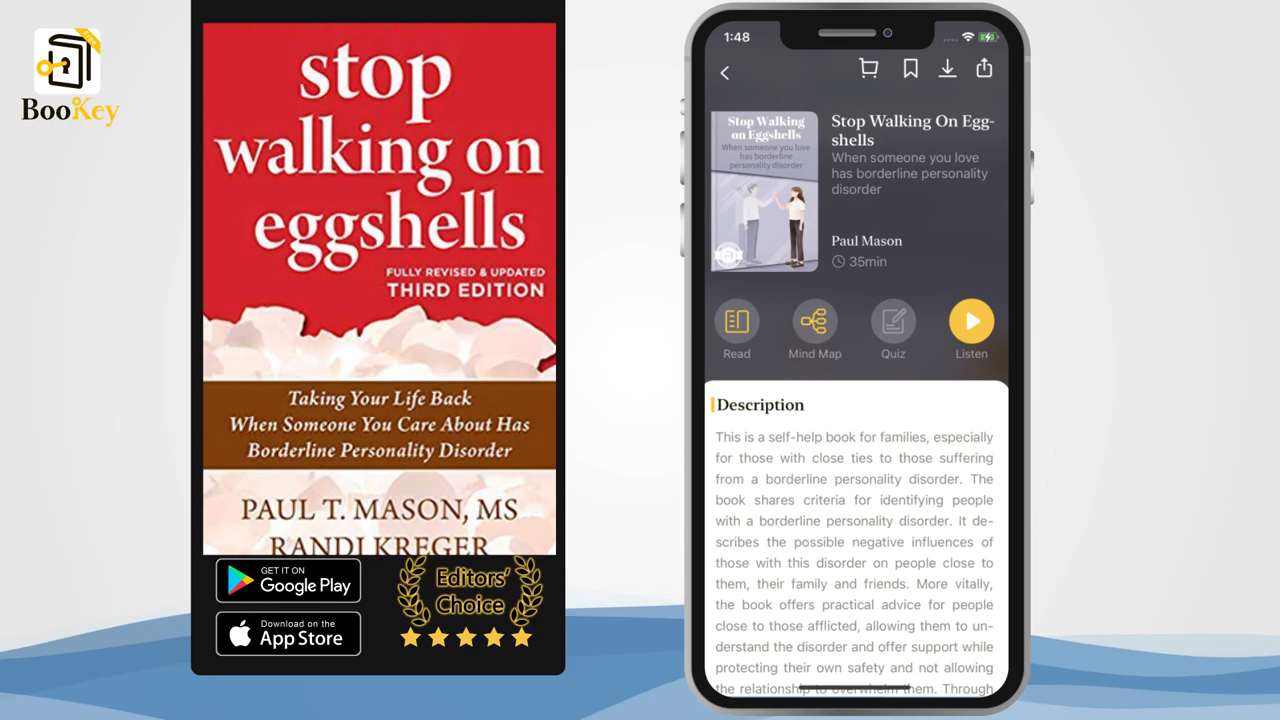 Free
BooKey
stop
walking on
eggshells
FULLY REVISED & UPDATED
THIRD EDITION
Taking Your Life Back
When Someone You Care About Has
Borderline Personality Disorder
PAUL T. MASON, MS
RANDI KREGER
GET IT ON
Google Play
Download on the
App Store
Editors'
Choice
1:48
Stop Walking
on Eggshells
When someone you love
has borderline
personality disorder
Stop Walking On Egg-
shells
When someone you love
has borderline personality
disorder
Paul Mason
35min
Read
Mind Map
Quiz
Listen
Description
This is a self-help book for families, especially
for those with close ties to those suffering
from a borderline personality disorder. The
book shares criteria for identifying people
with a borderline personality disorder. It de-
scribes the possible negative influences of
those with this disorder on people close to
them, their family and friends. More vitally,
the book offers practical advice for people
close to those afflicted, allowing them to un-
derstand the disorder and offer support while
protecting their own safety and not allowing
the relationship to overwhelm them. Through